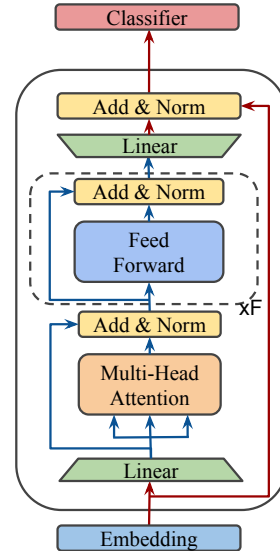 Classifier
Add & Norm
Linear
Add & Norm
Feed
Forward
xF
Add & Norm
Multi-Head
Attention
Linear
Embedding